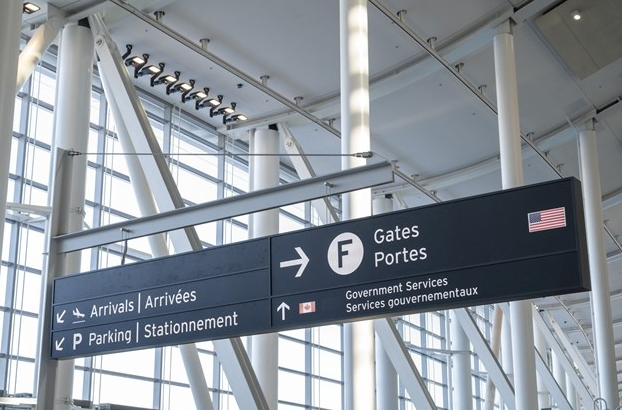 Arrivals | Arrivées
P Parking | Stationnement
F
Gates
Portes
Government Services
Services gouvernementaux